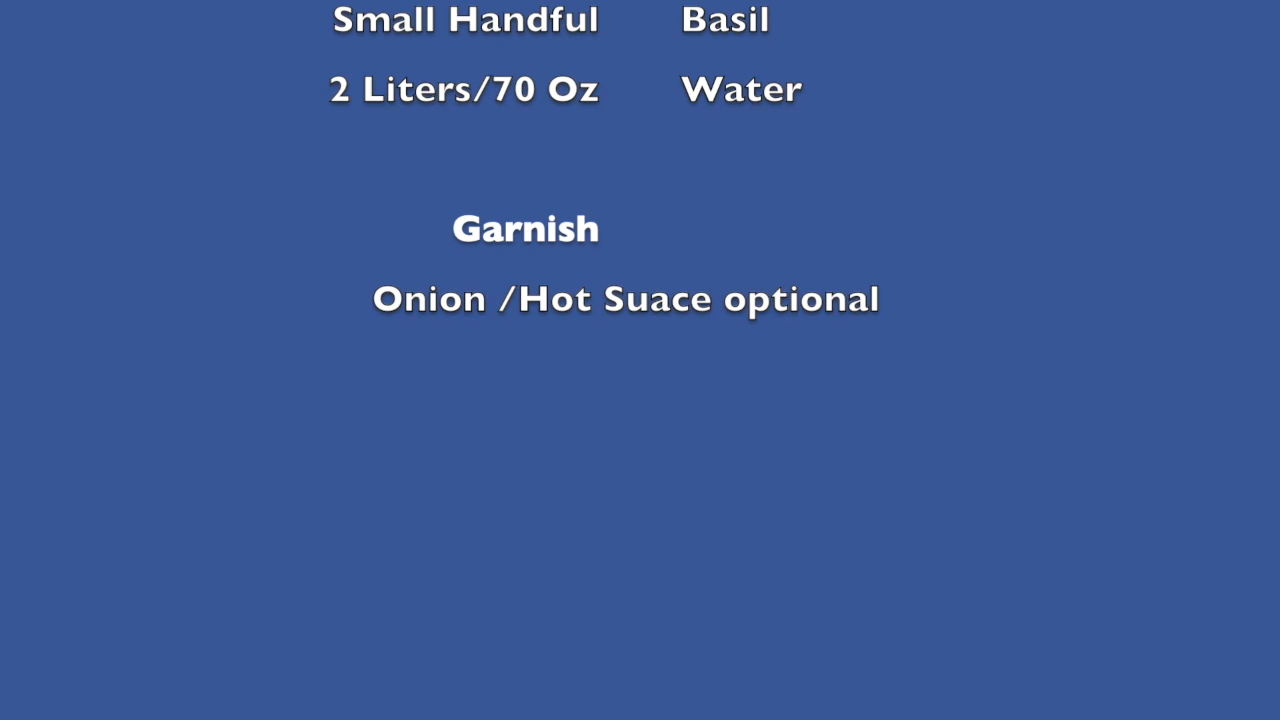 Small Handful Basil
2 Liters/70 Oz Water
Garnish
Onion /Hot Suace optional